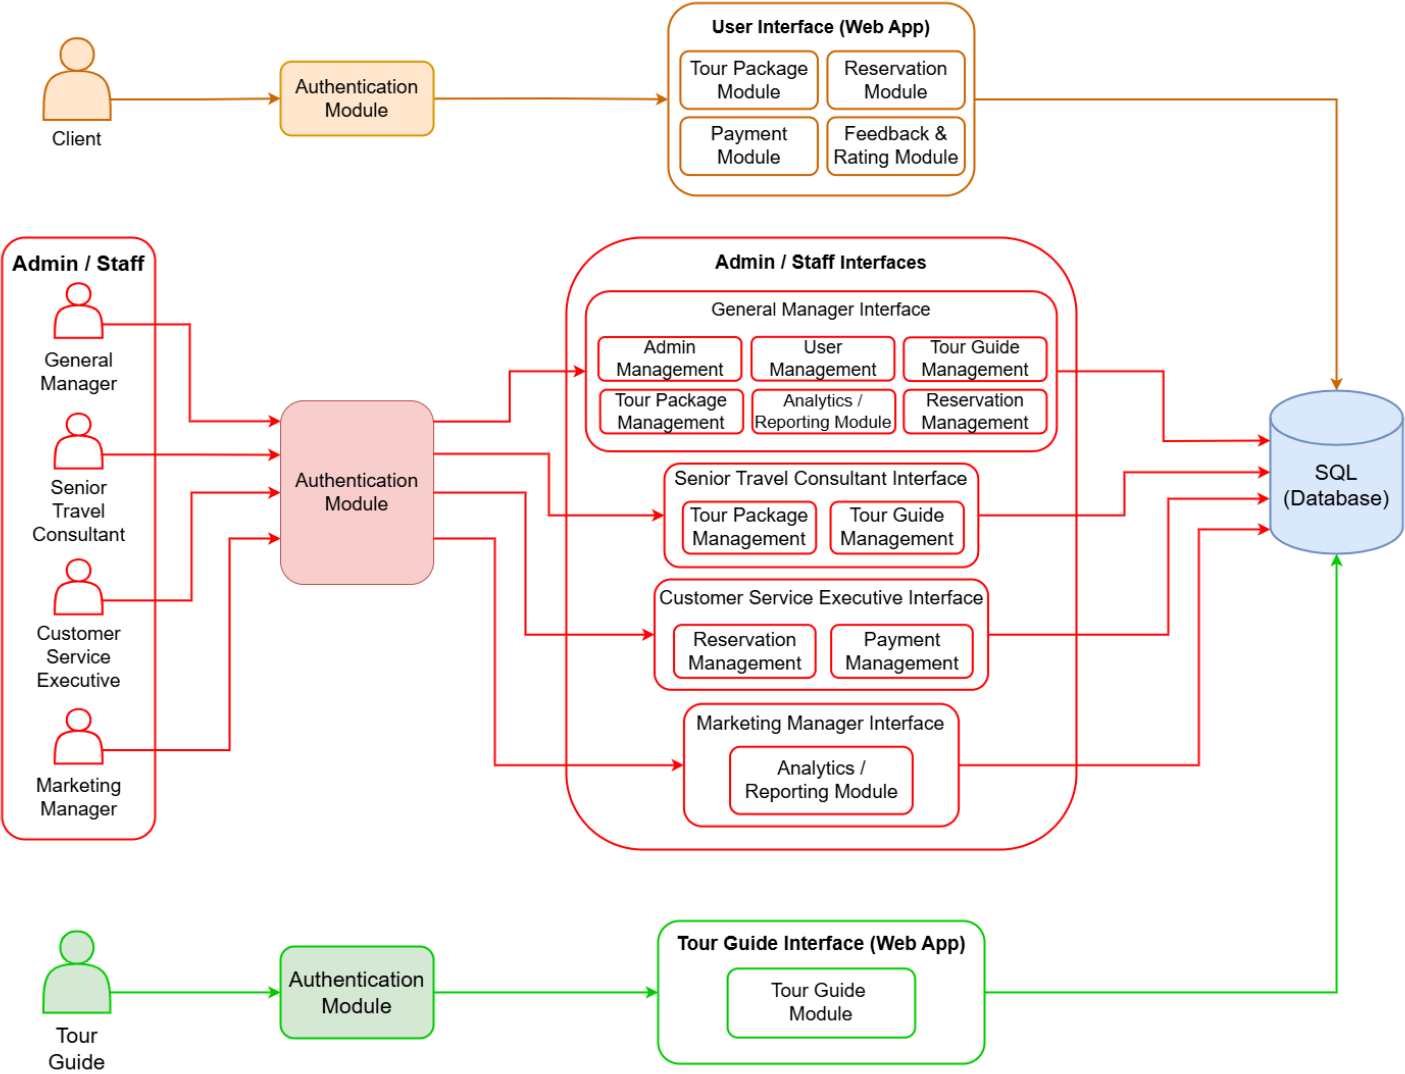 User Interface (Web App)
Tour Package
Module
Reservation
Module
Payment
Module
Feedback &
Rating Module
Authentication
Module
Client
Admin / Staff
General
Manager
Senior
Travel
Consultant
Customer
Service
Executive
Marketing
Manager
Authentication
Module
Admin / Staff Interfaces
General Manager Interface
Admin
Management
User
Management
Tour Guide
Management
Tour Package
Management
Analytics /
Reporting Module
Reservation
Management
Senior Travel Consultant Interface
Tour Package
Management
Tour Guide
Management
Customer Service Executive Interface
Reservation
Management
Payment
Management
Marketing Manager Interface
Analytics /
Reporting Module
SQL
(Database)
Tour
Guide
Authentication
Module
Tour Guide Interface (Web App)
Tour Guide
Module